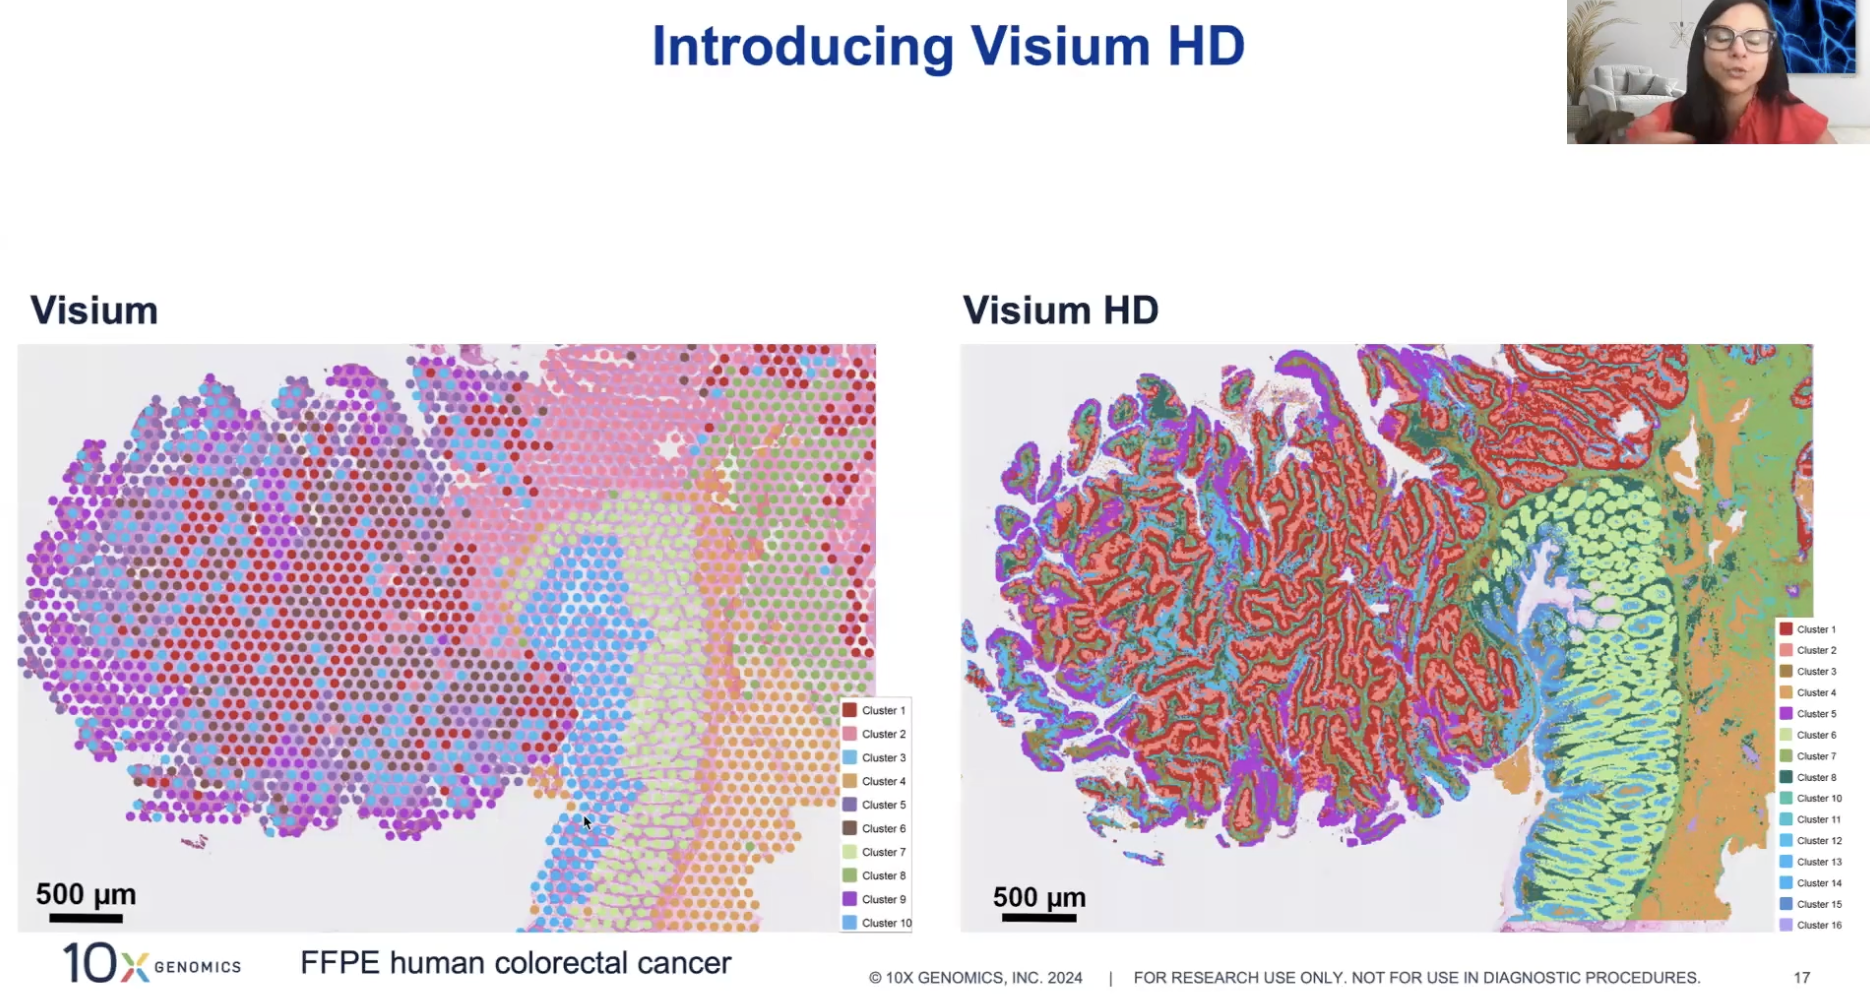 Introducing Visium HD
Visium
Cluster 1
Cluster 2
Cluster 3
Cluster 4
Cluster 5
Cluster 6
Cluster 7
Cluster 8
Cluster 9
Cluster 10
500 μm
Visium HD
Cluster 1
Cluster 2
Cluster 3
Cluster 4
Cluster 5
Cluster 6
Cluster 7
Cluster 8
Cluster 10
Cluster 11
Cluster 12
Cluster 13
Cluster 14
Cluster 15
Cluster 16
500 μm
10X GENOMICS
FFPE human colorectal cancer
© 10X GENOMICS, INC. 2024 | FOR RESEARCH USE ONLY. NOT FOR USE IN DIAGNOSTIC PROCEDURES. 17